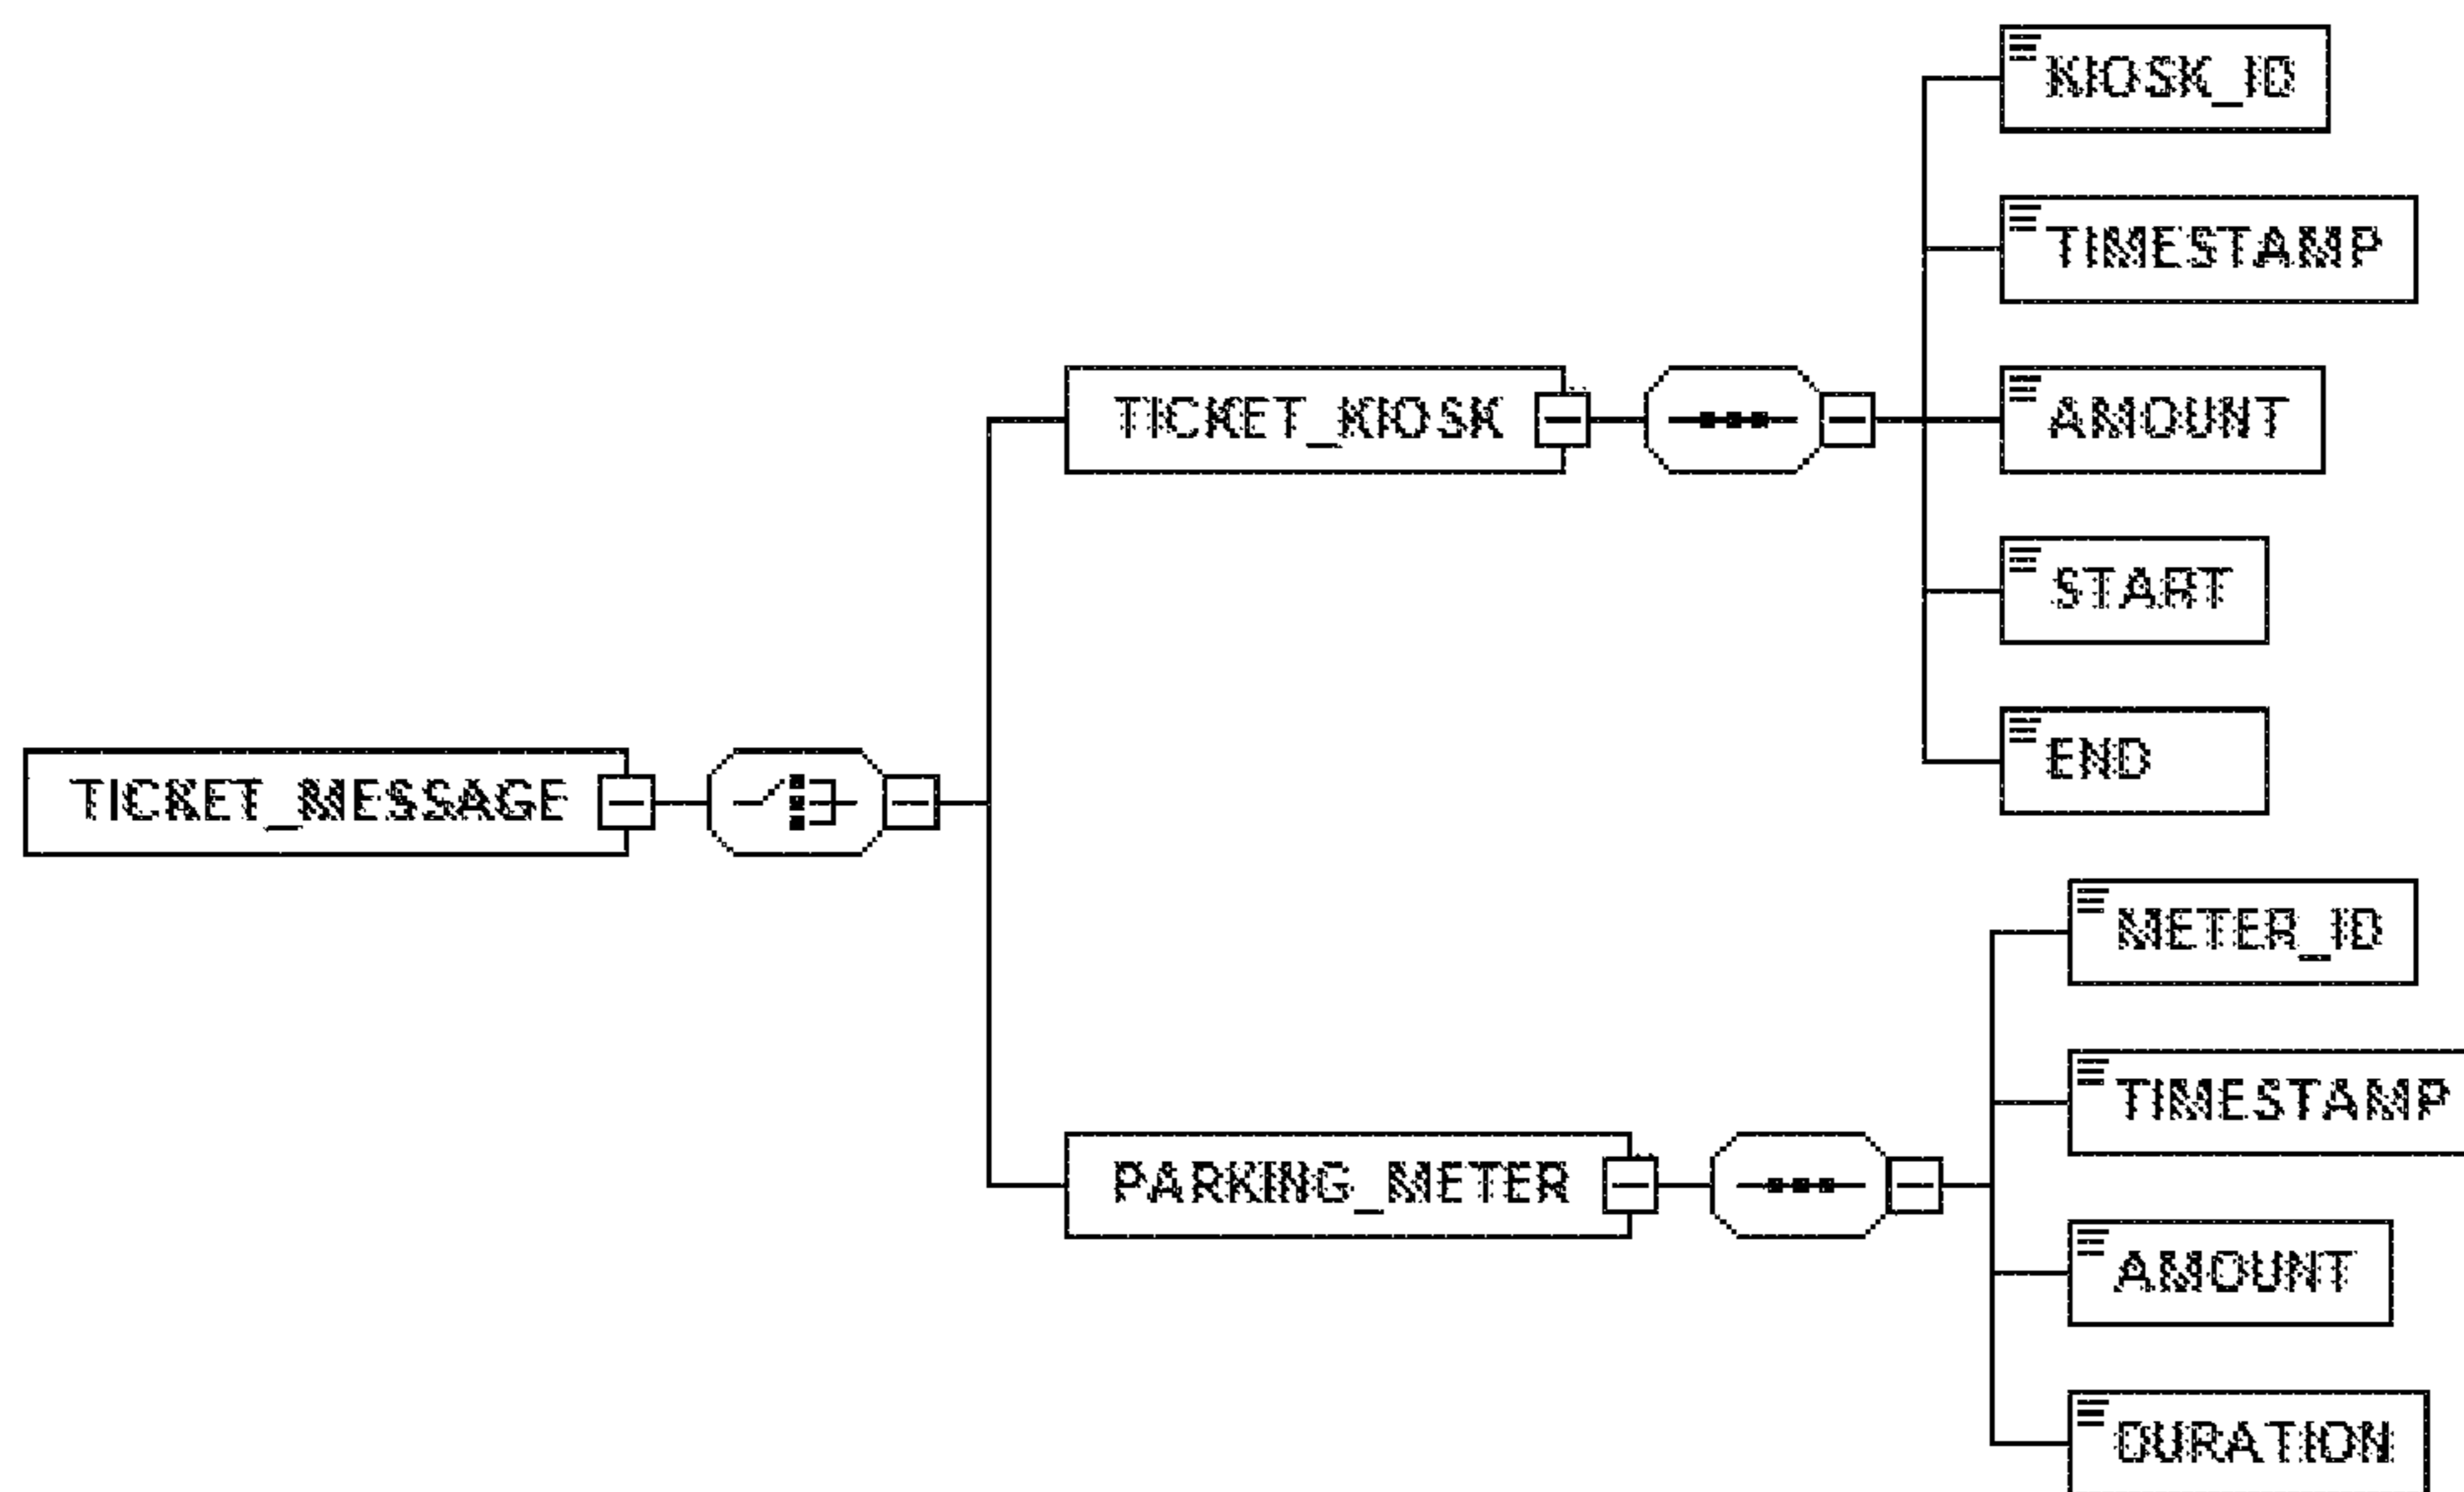 KIOSK_ID
TIMESTAMP
TICKET_KIOSK
AMOUNT
START
END
TICKET_MESSAGE
METER_ID
TIMESTAMP
PARKING_METER
AMOUNT
DURATION